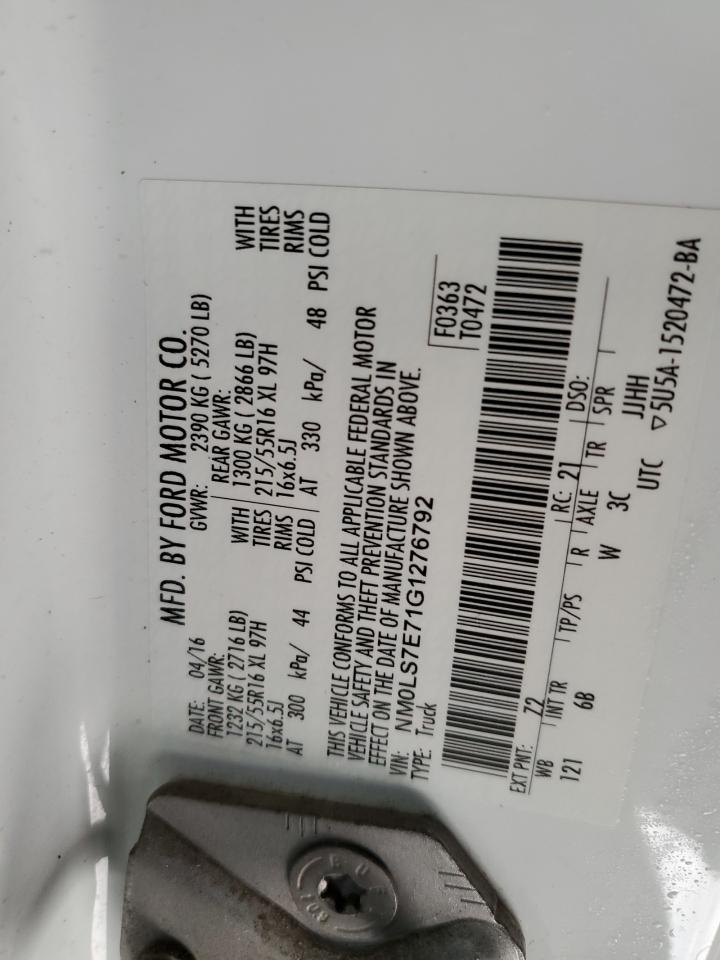 MFD. BY FORD MOTOR CO.
DATE: 04/16 GVWR: 2390 KG ( 5270 LB)
FRONT GAWR: REAR GAWR:
1232 KG ( 2716 LB) WITH 1300 KG ( 2866 LB) WITH
215/55R16 XL 97H TIRES 215/55R16 XL 97H TIRES
16x6.5J RIMS 16x6.5J RIMS
AT 300 kPa/ 44 PSI COLD AT 330 kPa/ 48 PSI COLD
THIS VEHICLE CONFORMS TO ALL APPLICABLE FEDERAL MOTOR
VEHICLE SAFETY AND THEFT PREVENTION STANDARDS IN
EFFECT ON THE DATE OF MANUFACTURE SHOWN ABOVE.
VIN: NM0LS7E71G1276792
TYPE: Truck
F0363
T0472
EXT PNT: 72 RC: 21 DSO:
WB INT TR TP/PS R AXLE TR SPR
121 6B W 3C JJHH
UTC ▽5U5A-1520472-BA
RUE